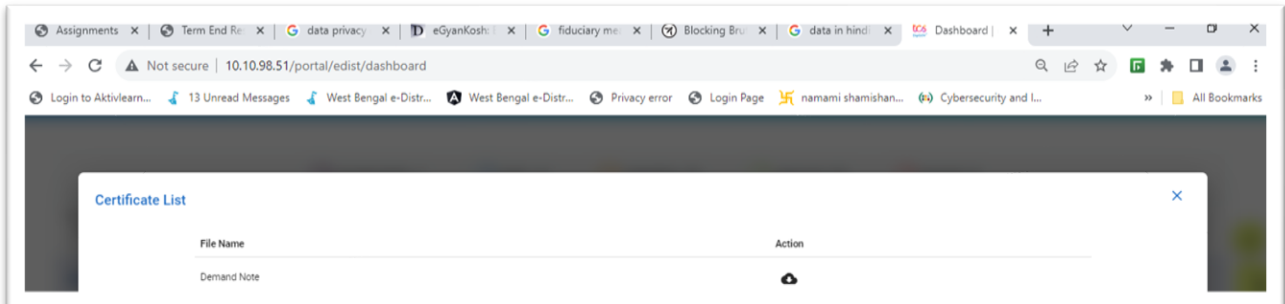 Assignments
Term End Re
data privacy
eGyanKosh:
fiduciary me
Blocking Bru
data in hindi
Dashboard |
Not secure | 10.10.98.51/portal/edist/dashboard
Login to Aktivlearn... 13 Unread Messages West Bengal e-Distr... West Bengal e-Distr... Privacy error Login Page namami shamishan... Cybersecurity and I... » All Bookmarks
Certificate List
File Name Action
Demand Note